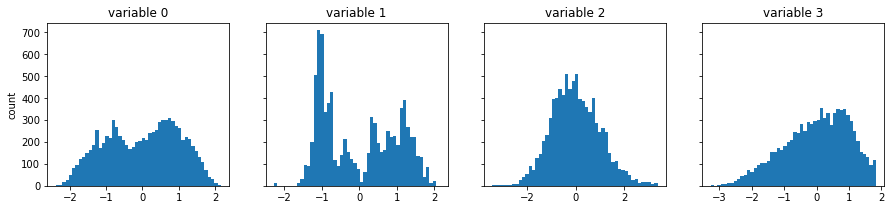 variable 0
variable 1
variable 2
variable 3
count
700
600
500
400
300
200
100
0
−2 −1 0 1 2
−2 −1 0 1 2
−2 0 2
−3 −2 −1 0 1 2